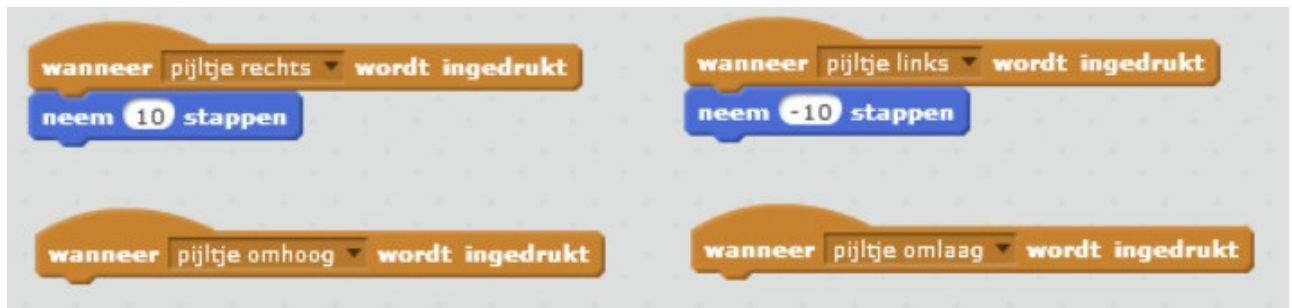 wanneer pijltje rechts wordt ingedrukt
neem 10 stappen
wanneer pijltje links wordt ingedrukt
neem -10 stappen
wanneer pijltje omhoog wordt ingedrukt
wanneer pijltje omlaag wordt ingedrukt